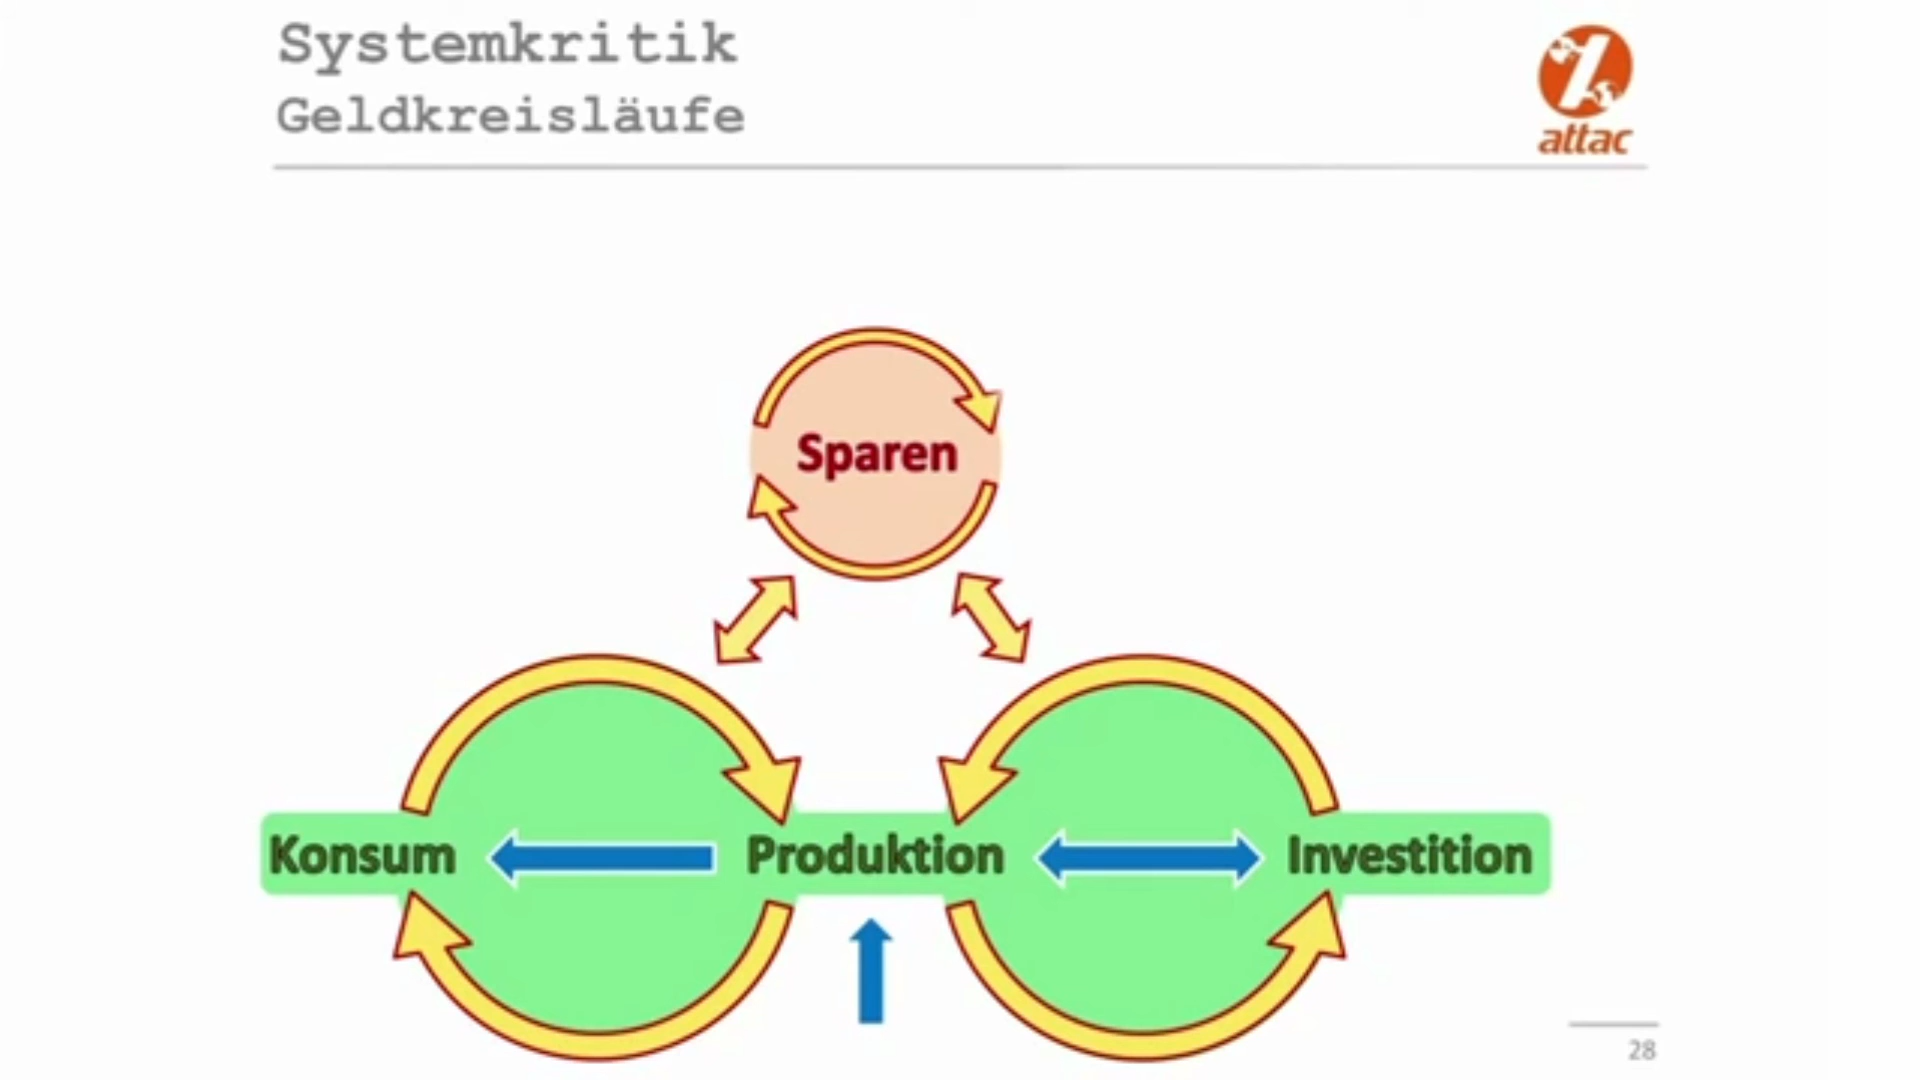 Systemkritik
Geldkreisläufe
attac
Sparen
Konsum
Produktion
Investition
28